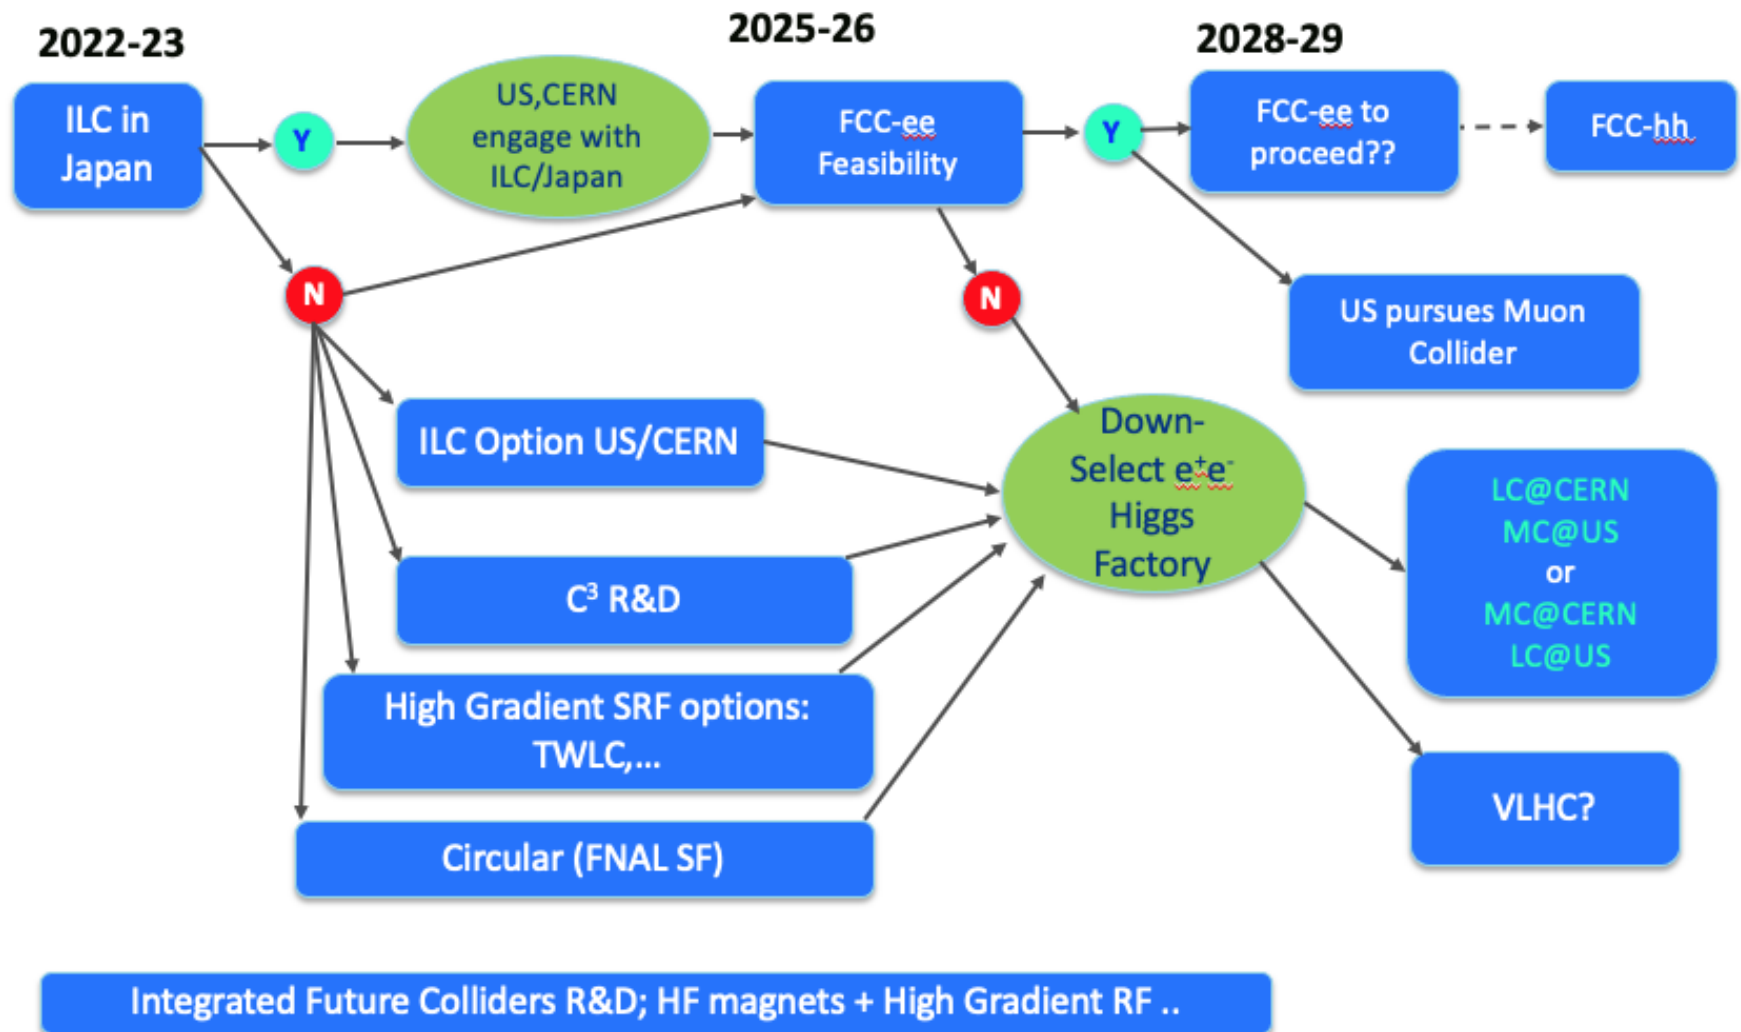 2022-23
2025-26
2028-29
ILC in
Japan
Y
US,CERN
engage with
ILC/Japan
FCC-ee
Feasibility
Y
FCC-ee to
proceed??
FCC-hh
N
N
US pursues Muon
Collider
ILC Option US/CERN
Down-
Select e⁺e⁻
Higgs
Factory
LC@CERN
MC@US
or
MC@CERN
LC@US
C³ R&D
High Gradient SRF options:
TWLC,...
VLHC?
Circular (FNAL SF)
Integrated Future Colliders R&D; HF magnets + High Gradient RF ..